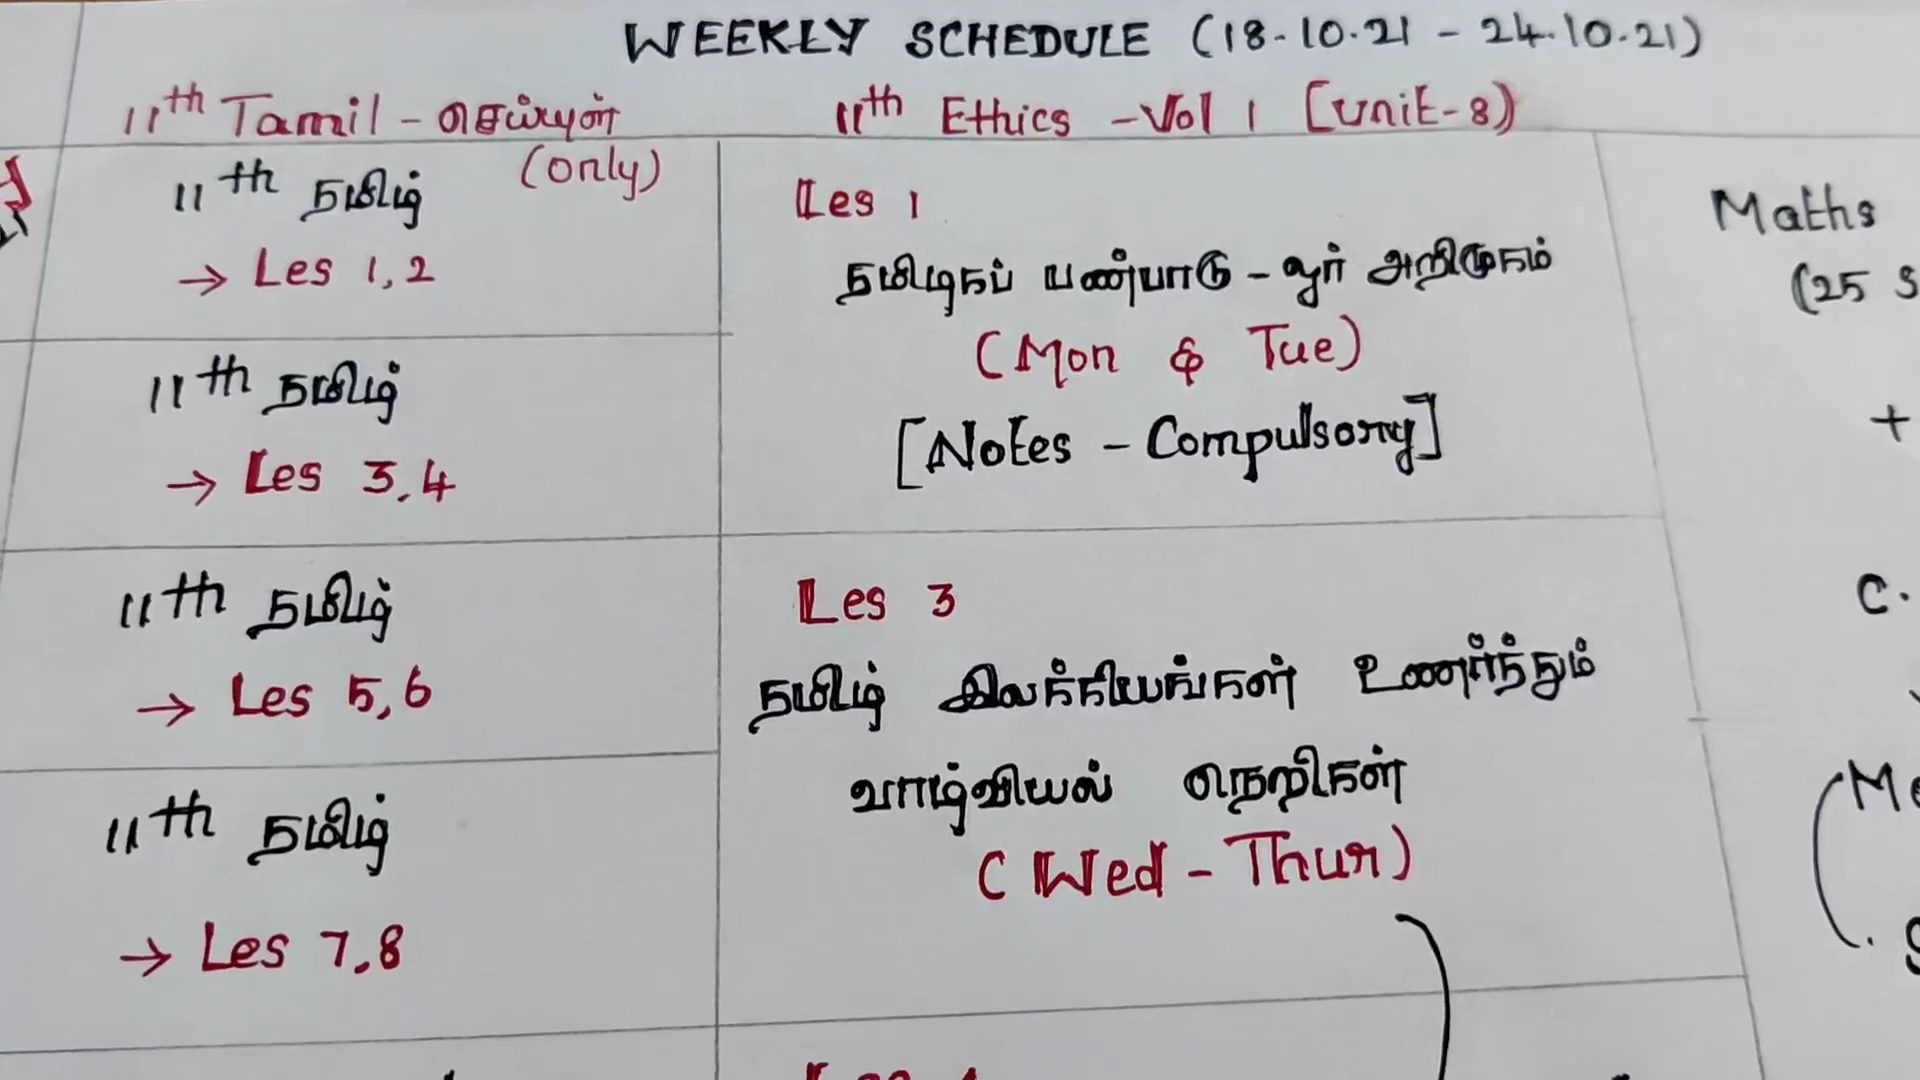 WEEKLY SCHEDULE (18.10.21 - 24.10.21)
11th Tamil - செய்யுள்
(only)
11th Ethics - Vol 1 [Unit-8)
11th தமிழ்
→ Les 1,2
11th தமிழ்
→ Les 3,4
11th தமிழ்
→ Les 5,6
11th தமிழ்
→ Les 7,8
Les 1
தமிழகப் பண்பாடு - ஓர் அறிமுகம்
(Mon & Tue)
[Notes - Compulsory]
Les 3
தமிழ் இலக்கியங்கள் உணர்த்தும்
வாழ்வியல் நெறிகள்
(Wed - Thur)
Maths
(25
+
C.